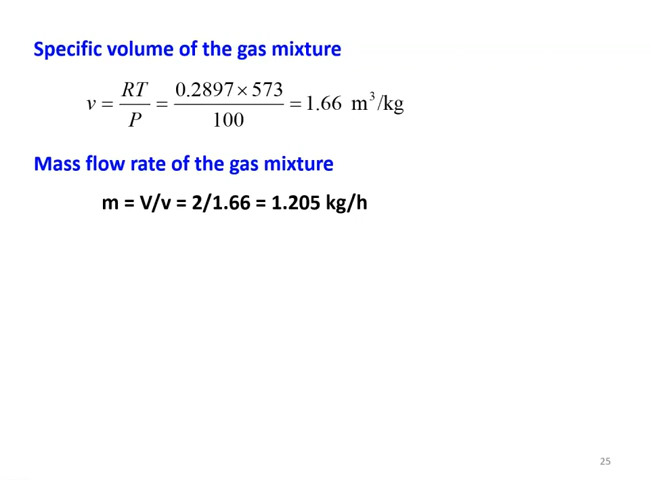 Specific volume of the gas mixture
v = RT/P = 0.2897 × 573/100 = 1.66 m³/kg
Mass flow rate of the gas mixture
m = V/v = 2/1.66 = 1.205 kg/h
25